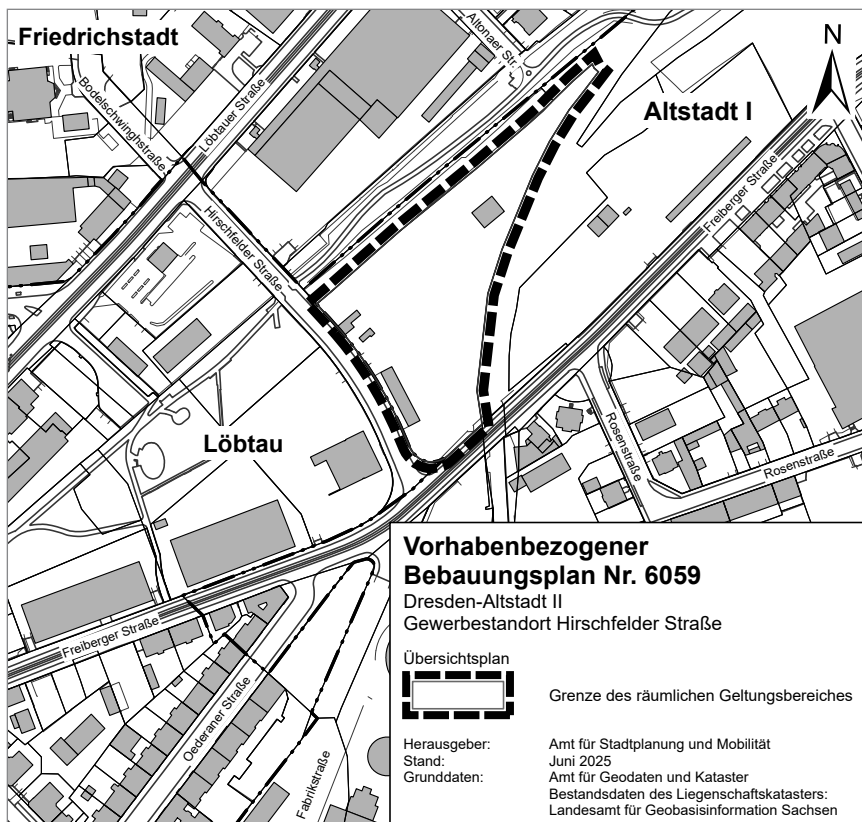 Friedrichstadt
Altonaer Str.
N
Bodelschwinghstraße
Löbtauer Straße
Altstadt I
Hirschfelder Straße
Freiberger Straße
Löbtau
Rosenstraße
Rosenstraße
Freiberger Straße
Oederaner Straße
Fabrikstraße
Vorhabenbezogener
Bebauungsplan Nr. 6059
Dresden-Altstadt II
Gewerbestandort Hirschfelder Straße
Übersichtsplan
Grenze des räumlichen Geltungsbereiches
Herausgeber: Amt für Stadtplanung und Mobilität
Stand: Juni 2025
Grunddaten: Amt für Geodaten und Kataster
Bestandsdaten des Liegenschaftskatasters:
Landesamt für Geobasisinformation Sachsen